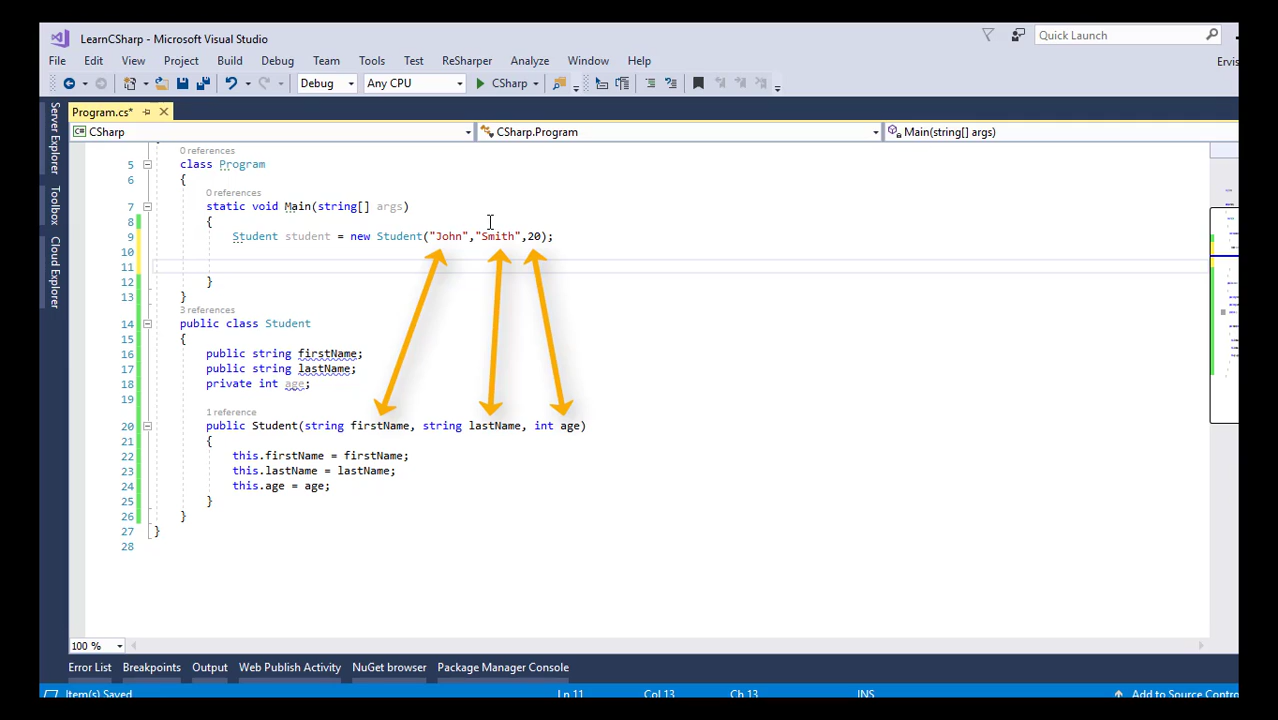 LearnCSharp - Microsoft Visual Studio
Quick Launch
File Edit View Project Build Debug Team Tools Test ReSharper Analyze Window Help
Ervis
Debug Any CPU CSharp
Program.cs*
CSharp CSharp.Program Main(string[] args)
Server Explorer
Toolbox
Cloud Explorer
0 references
5 class Program
6 {
0 references
7 static void Main(string[] args)
8 {
9 Student student = new Student("John","Smith",20);
10
11
12 }
13 }
3 references
14 public class Student
15 {
16 public string firstName;
17 public string lastName;
18 private int age;
19
1 reference
20 public Student(string firstName, string lastName, int age)
21 {
22 this.firstName = firstName;
23 this.lastName = lastName;
24 this.age = age;
25 }
26 }
27 }
28
100 %
Error List Breakpoints Output Web Publish Activity NuGet browser Package Manager Console
Item(s) Saved Ln 11 Col 13 Ch 13 INS Add to Source Contro